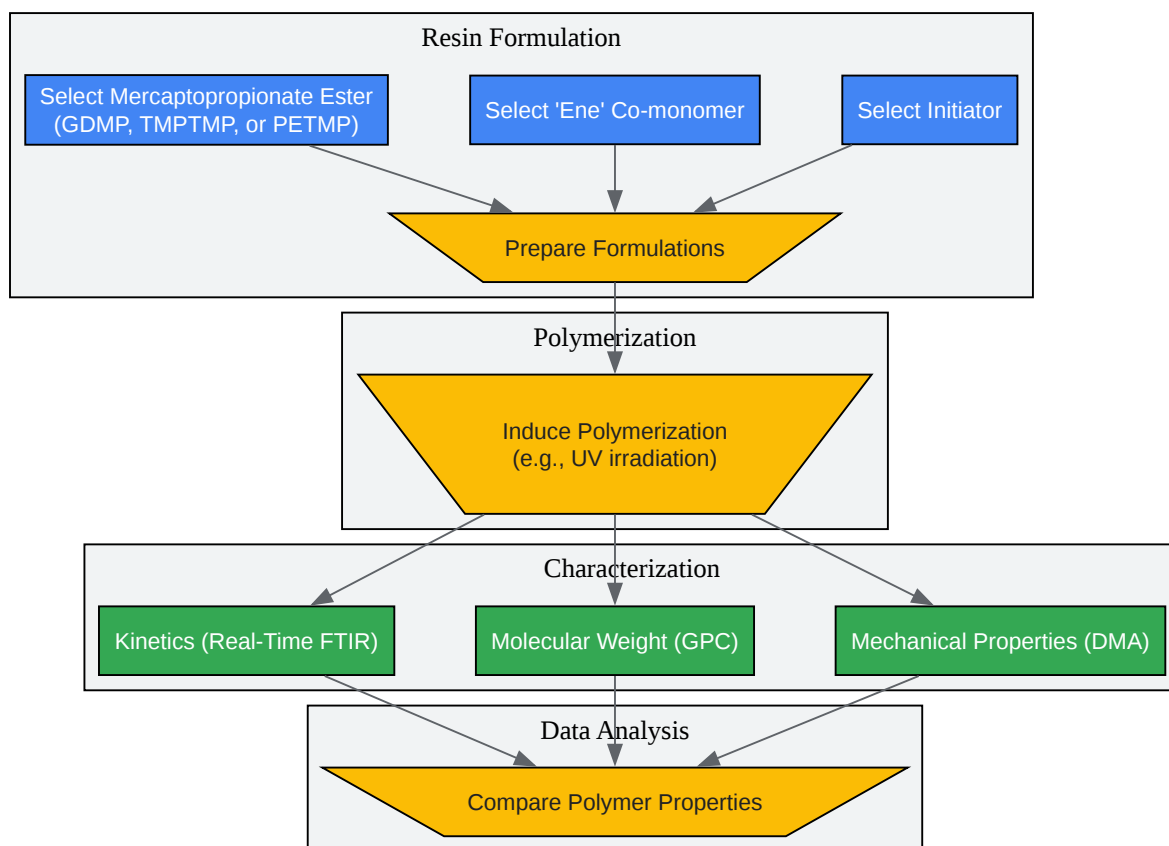 Resin Formulation
Select Mercaptopropionate Ester
(GDMP, TMPTMP, or PETMP)
Select 'Ene' Co-monomer
Select Initiator
Prepare Formulations
Polymerization
Induce Polymerization
(e.g., UV irradiation)
Characterization
Kinetics (Real-Time FTIR)
Molecular Weight (GPC)
Mechanical Properties (DMA)
Data Analysis
Compare Polymer Properties